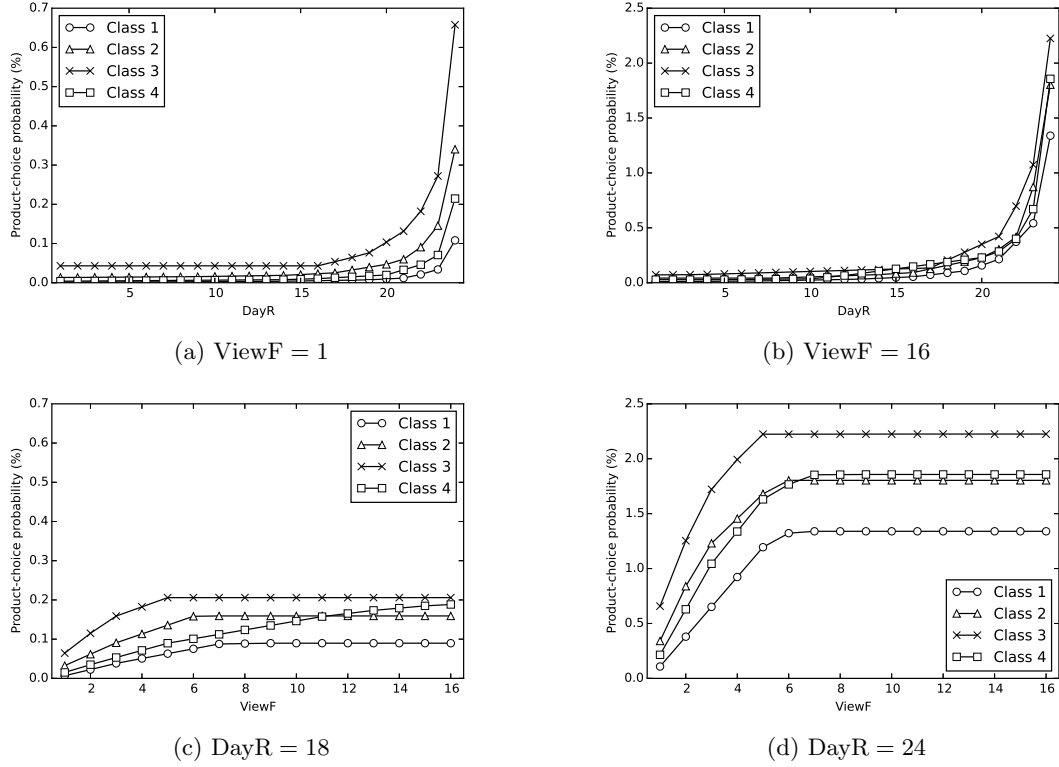 0.7
0.6
0.5
0.4
0.3
0.2
0.1
0.0
Product-choice probability (%)
Class 1
Class 2
Class 3
Class 4
5
10
15
20
DayR
(a) ViewF = 1
2.5
2.0
1.5
1.0
0.5
0.0
Product-choice probability (%)
Class 1
Class 2
Class 3
Class 4
5
10
15
20
DayR
(b) ViewF = 16
0.7
0.6
0.5
0.4
0.3
0.2
0.1
0.0
Product-choice probability (%)
Class 1
Class 2
Class 3
Class 4
2
4
6
8
10
12
14
16
ViewF
(c) DayR = 18
2.5
2.0
1.5
1.0
0.5
0.0
Product-choice probability (%)
Class 1
Class 2
Class 3
Class 4
2
4
6
8
10
12
14
16
ViewF
(d) DayR = 24